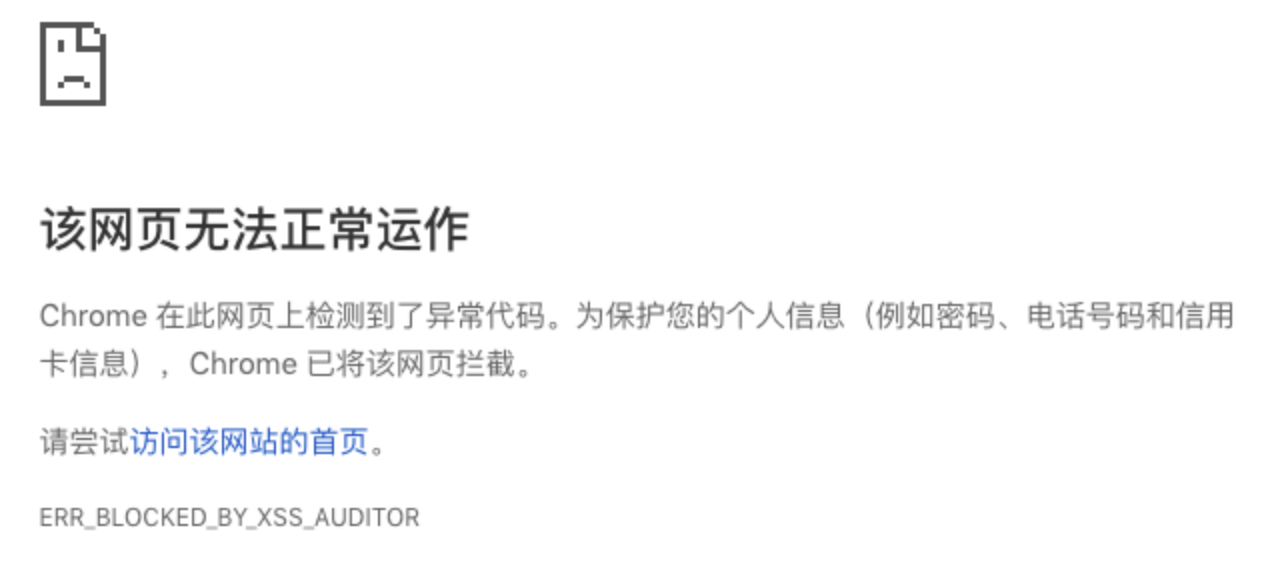 该网页无法正常运作
Chrome 在此网页上检测到了异常代码。为保护您的个人信息（例如密码、电话号码和信用
卡信息），Chrome 已将该网页拦截。
请尝试访问该网站的首页。
ERR_BLOCKED_BY_XSS_AUDITOR